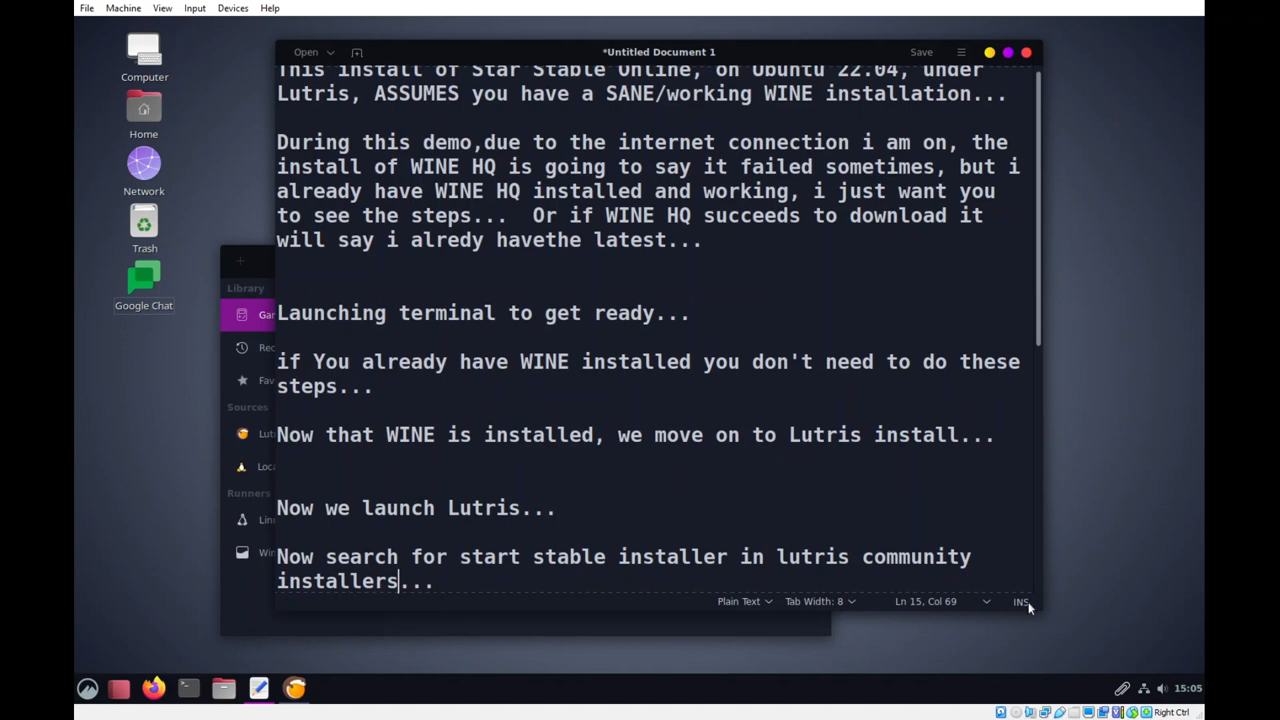 File Machine View Input Devices Help
Computer
Home
Network
Trash
Google Chat
Open
*Untitled Document 1
Save
This install of Star Stable Online, on Ubuntu 22.04, under
Lutris, ASSUMES you have a SANE/working WINE installation...
During this demo,due to the internet connection i am on, the
install of WINE HQ is going to say it failed sometimes, but i
already have WINE HQ installed and working, i just want you
to see the steps...  Or if WINE HQ succeeds to download it
will say i alredy havethe latest...
Launching terminal to get ready...
if You already have WINE installed you don't need to do these
steps...
Now that WINE is installed, we move on to Lutris install...
Now we launch Lutris...
Now search for start stable installer in lutris community
installers...
Plain Text
Tab Width: 8
Ln 15, Col 69
INS
Library
Gar
Rec
Fav
Sources
Lut
Loca
Runners
Lin
Win
15:05
Right Ctrl